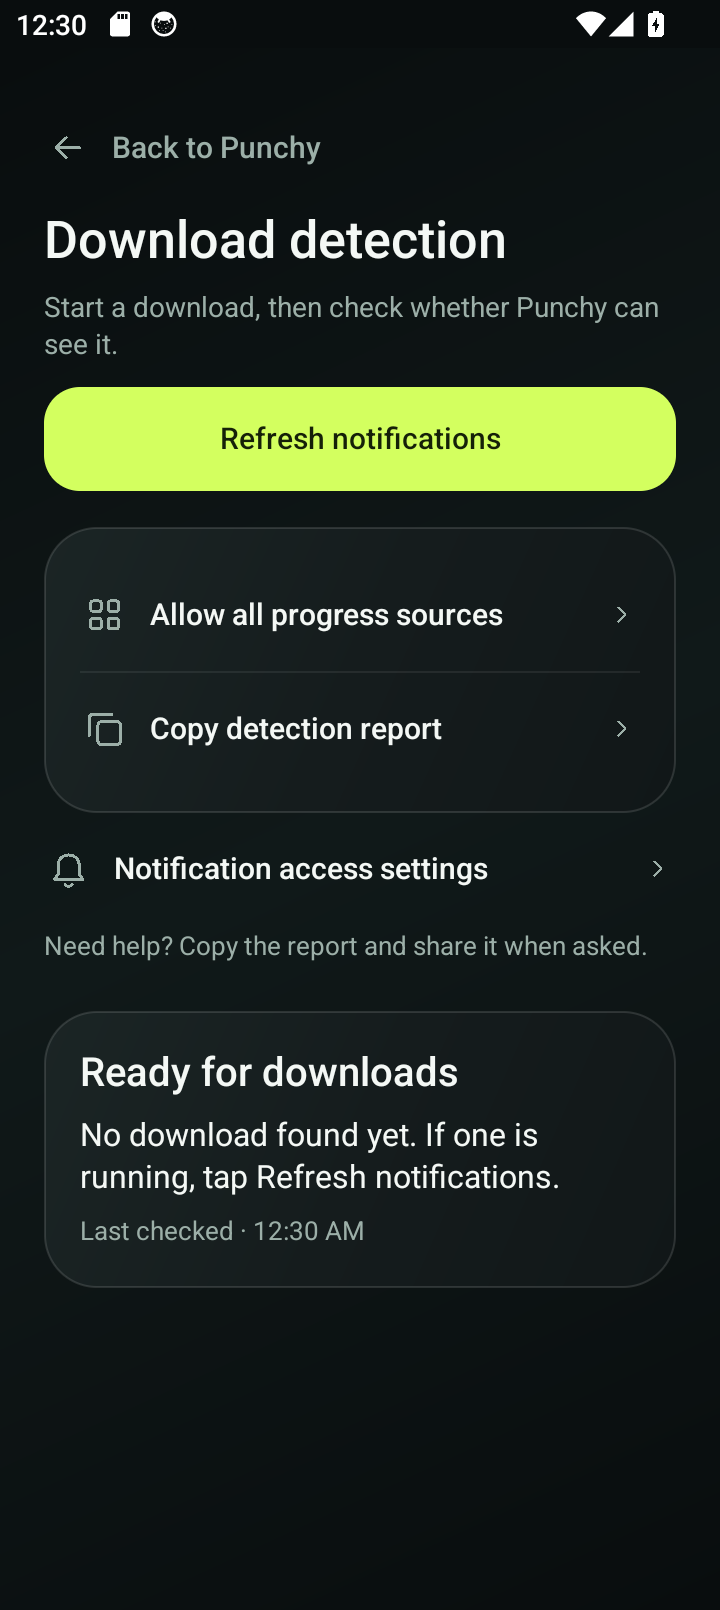 12:30
Back to Punchy
Download detection
Start a download, then check whether Punchy can
see it.
Refresh notifications
Allow all progress sources
Copy detection report
Notification access settings
Need help? Copy the report and share it when asked.
Ready for downloads
No download found yet. If one is
running, tap Refresh notifications.
Last checked · 12:30 AM